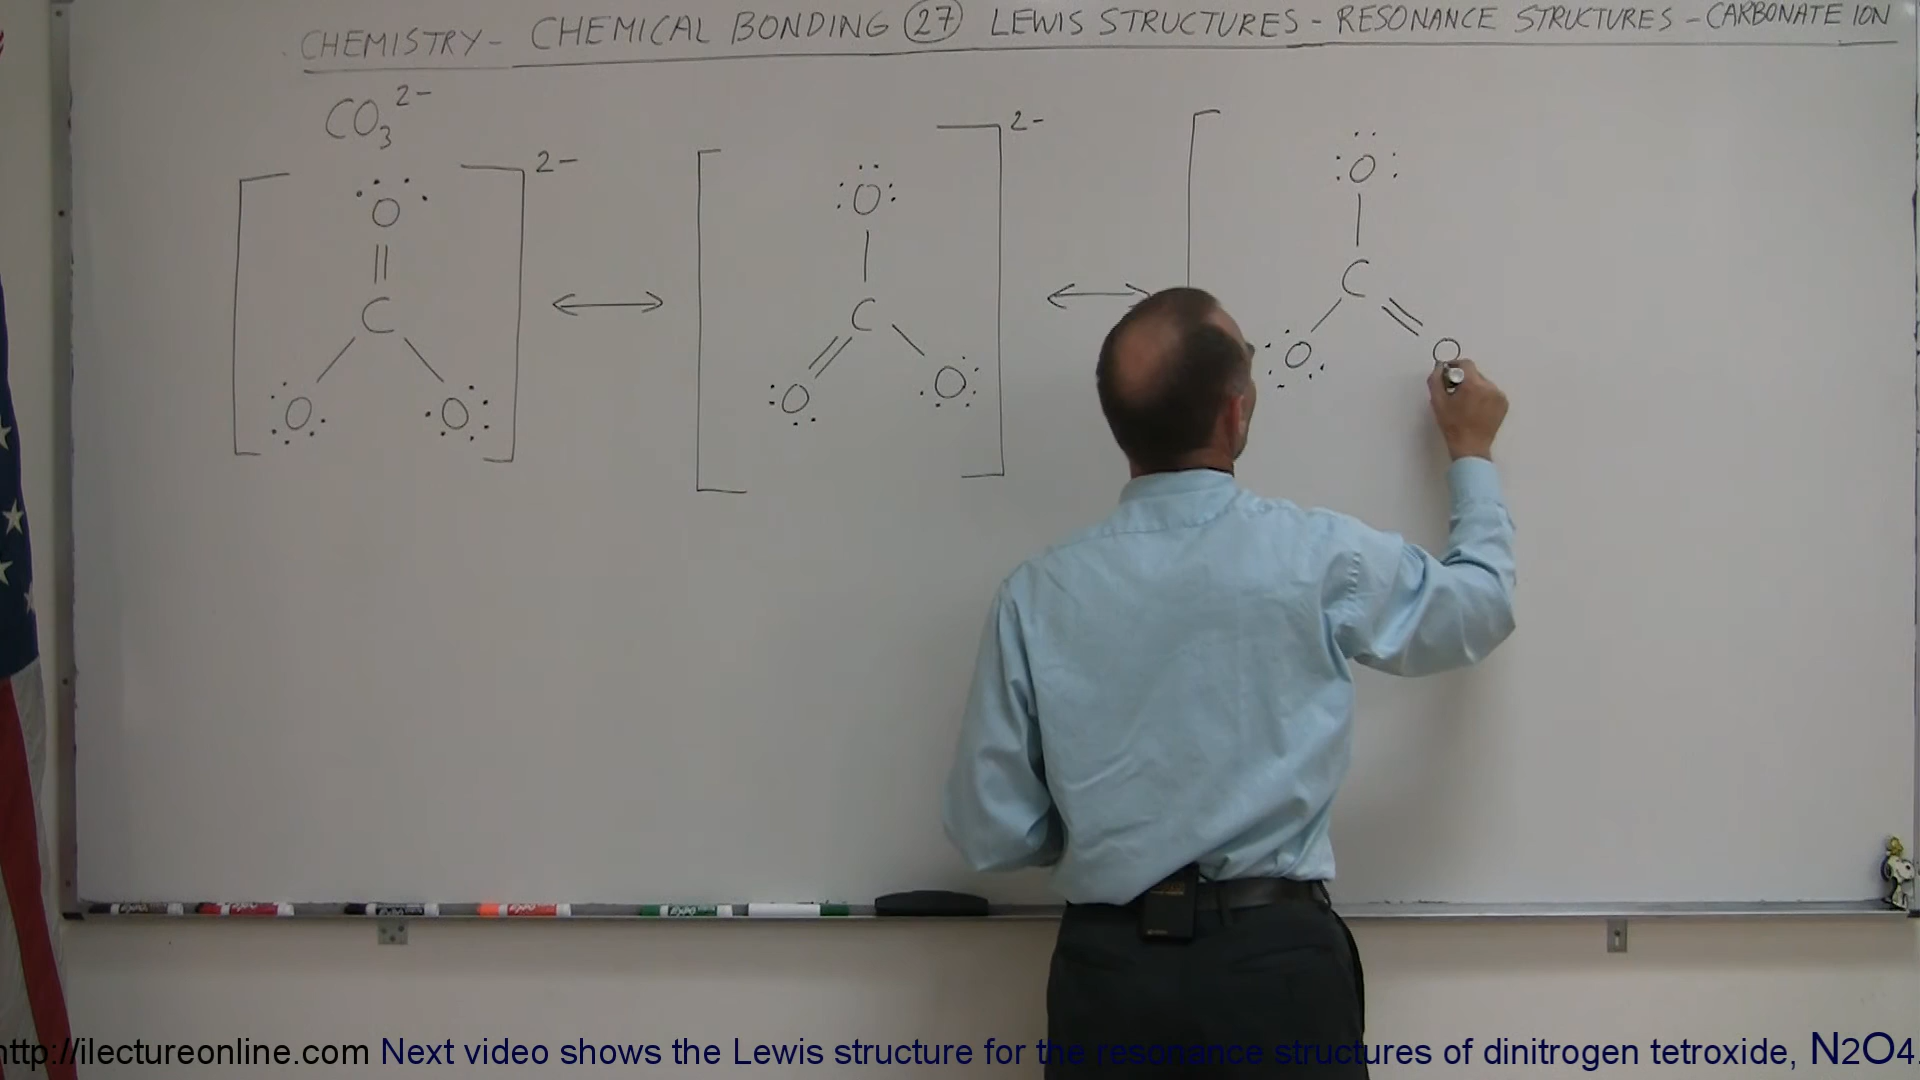 CHEMISTRY - CHEMICAL BONDING 27 LEWIS STRUCTURES - RESONANCE STRUCTURES - CARBONATE ION
CO3 2-
2- 2-
O O O
C C C
O O O O O O
http://ilectureonline.com Next video shows the Lewis structure for the resonance structures of dinitrogen tetroxide, N2O4.